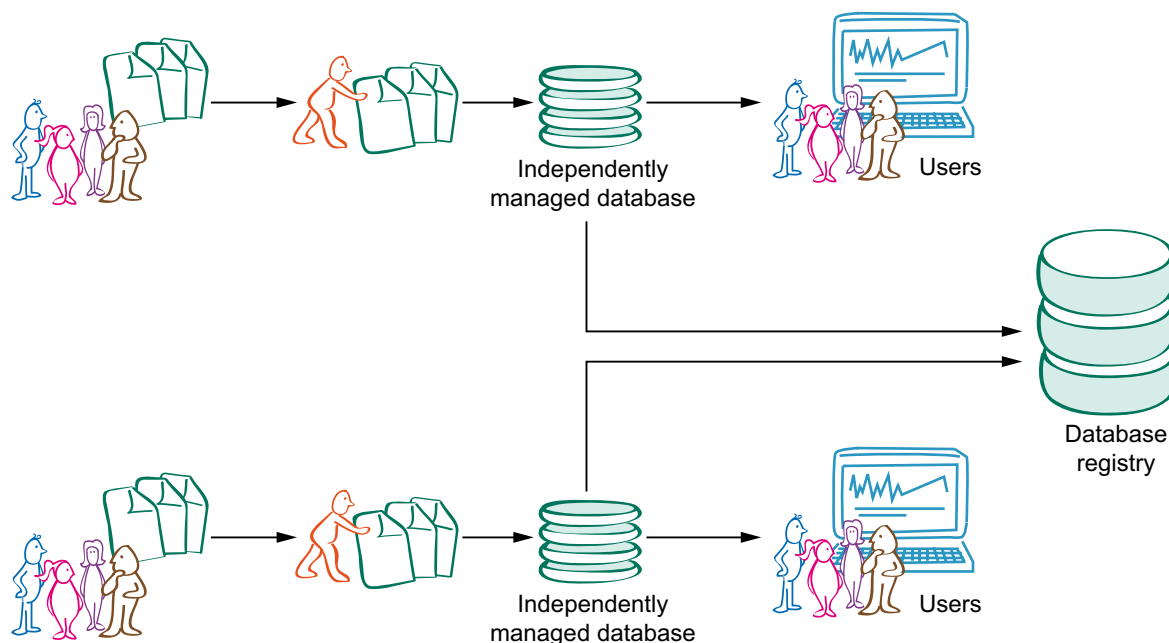 Independently
managed database
Users
Database
registry
Independently
managed database
Users